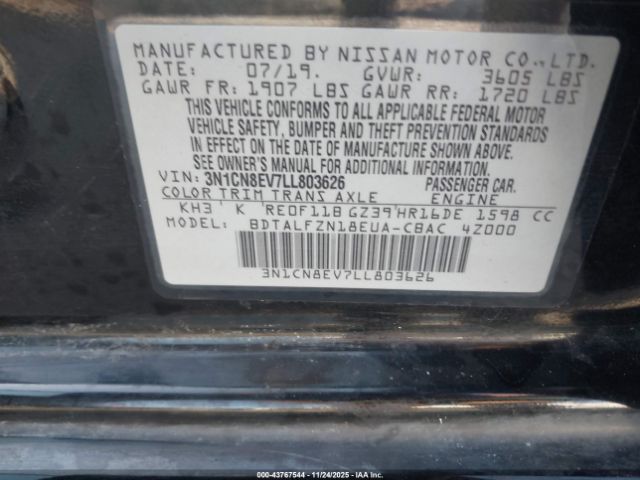 MANUFACTURED BY NISSAN MOTOR CO., LTD.
DATE: 07/19. GVWR: 3605 LBS
GAWR FR: 1907 LBS GAWR RR: 1720 LBS
THIS VEHICLE CONFORMS TO ALL APPLICABLE FEDERAL MOTOR
VEHICLE SAFETY, BUMPER AND THEFT PREVENTION STANDARDS
IN EFFECT ON THE DATE OF MANUFACTURE SHOWN ABOVE.
SEE OWNER'S MANUAL FOR ADDITIONAL INFORMATION.
VIN: 3N1CN8EV7LL803626 PASSENGER CAR.
COLOR TRIM TRANS AXLE ENGINE
KH3 ' K RE0F11B GZ39 ' HR16DE 1598 CC
MODEL: BDTALFZN18EUA-CBAC 4Z000
3N1CN8EV7LL803626
000-43767544 - 11/24/2025 - IAAI.COM